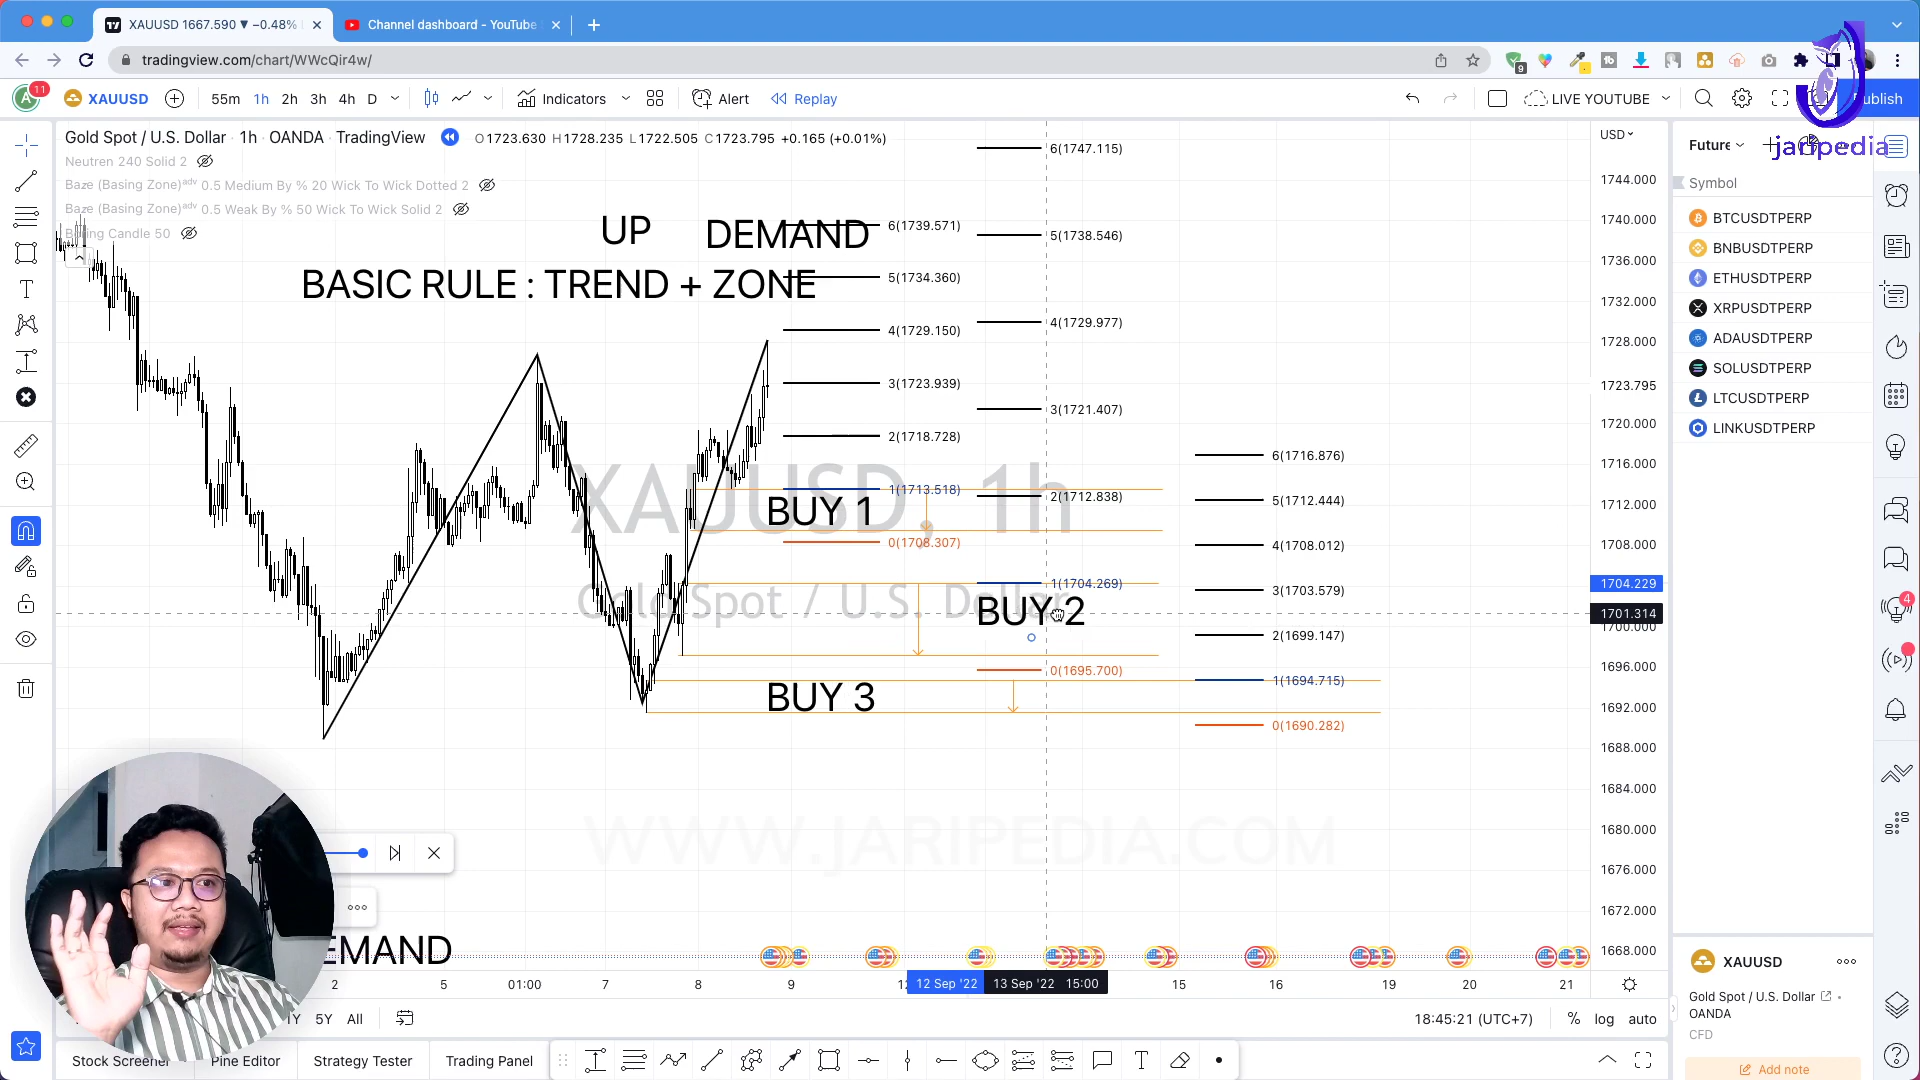 XAUUSD 1667.590 ▼ −0.48%
Channel dashboard - YouTube
tradingview.com/chart/WWcQir4w/
9
11
XAUUSD
55m
1h
2h
3h
4h
D
Indicators
Alert
Replay
LIVE YOUTUBE
Publish
jaripedia
Gold Spot / U.S. Dollar · 1h · OANDA · TradingView
O1723.630 H1728.235 L1722.505 C1723.795 +0.165 (+0.01%)
Neutren 240 Solid 2
Baze (Basing Zone)adv 0.5 Medium By % 20 Wick To Wick Dotted 2
Baze (Basing Zone)adv 0.5 Weak By % 50 Wick To Wick Solid 2
Candle 50
UP
DEMAND
BASIC RULE : TREND + ZONE
6(1739.571)
5(1734.360)
4(1729.150)
3(1723.939)
2(1718.728)
1(1713.518)
0(1708.307)
6(1747.115)
5(1738.546)
4(1729.977)
3(1721.407)
2(1712.838)
1(1704.269)
0(1695.700)
6(1716.876)
5(1712.444)
4(1708.012)
3(1703.579)
2(1699.147)
1(1694.715)
0(1690.282)
XAUUSD, 1h
Gold Spot / U.S. Dollar
BUY 1
BUY 2
BUY 3
WWW.JARIPEDIA.COM
EMAND
USD
1744.000
1740.000
1736.000
1732.000
1728.000
1723.795
1720.000
1716.000
1712.000
1708.000
1704.229
1701.314
1700.000
1696.000
1692.000
1688.000
1684.000
1680.000
1676.000
1672.000
1668.000
2
5
01:00
7
8
9
12 Sep '22
13 Sep '22 15:00
15
16
19
20
21
1Y
5Y
All
18:45:21 (UTC+7)
%
log
auto
Stock Screener
Pine Editor
Strategy Tester
Trading Panel
Future
Symbol
BTCUSDTPERP
BNBUSDTPERP
ETHUSDTPERP
XRPUSDTPERP
ADAUSDTPERP
SOLUSDTPERP
LTCUSDTPERP
LINKUSDTPERP
4
XAUUSD
Gold Spot / U.S. Dollar
OANDA
CFD
Add note